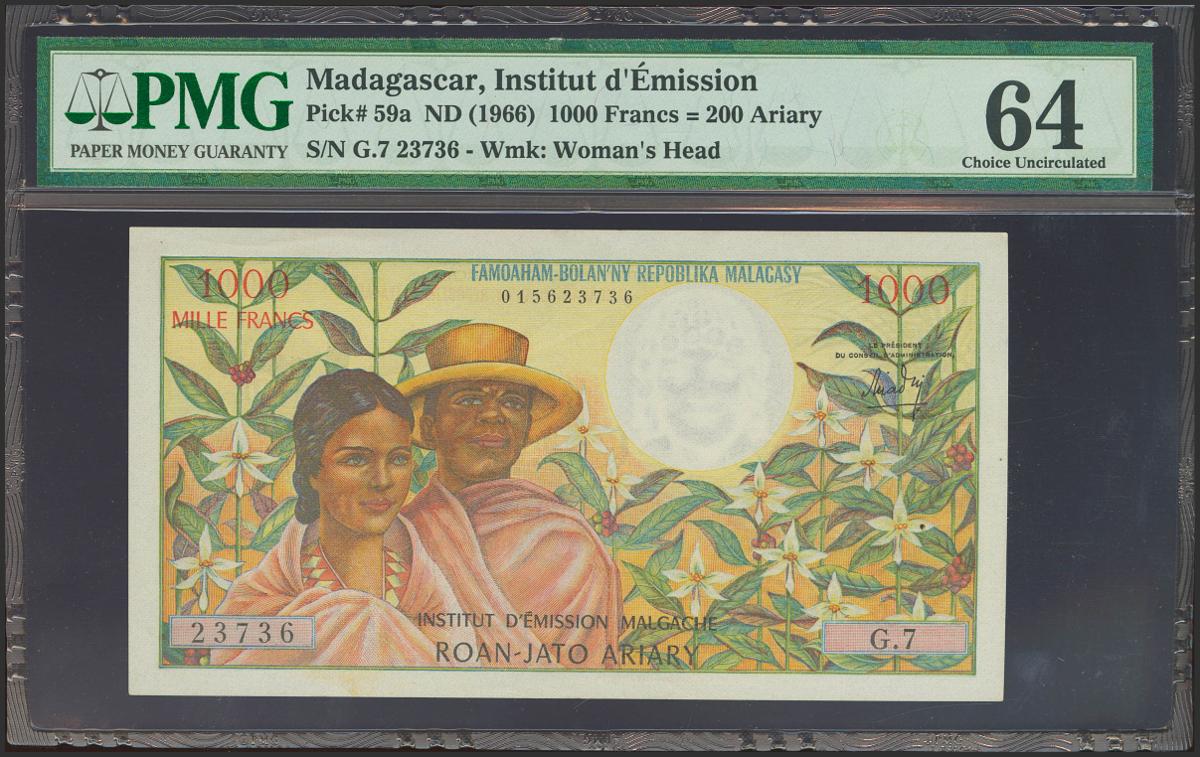 PMG
PAPER MONEY GUARANTY
Madagascar, Institut d'Émission
Pick# 59a ND (1966) 1000 Francs = 200 Ariary
S/N G.7 23736 - Wmk: Woman's Head
64
Choice Uncirculated
1000
MILLE FRANCS
FAMOAHAM-BOLAN'NY REPOBLIKA MALAGASY
015623736
1000
LE PRÉSIDENT
DU CONSEIL D'ADMINISTRATION,
INSTITUT D'ÉMISSION MALGACHE
ROAN-JATO ARIARY
23736
G.7